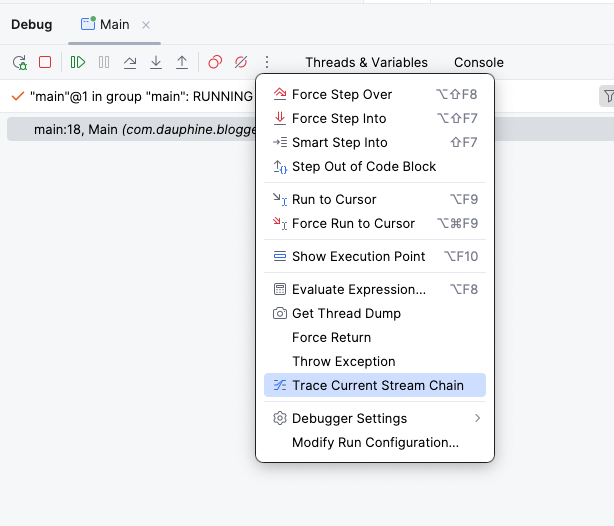 Debug Main
Threads & Variables Console
"main"@1 in group "main": RUNNING
main:18, Main (com.dauphine.blogge
Force Step Over ⌥⇧F8
Force Step Into ⌥⇧F7
Smart Step Into ⇧F7
Step Out of Code Block
Run to Cursor ⌥F9
Force Run to Cursor ⌥⌘F9
Show Execution Point ⌥F10
Evaluate Expression... ⌥F8
Get Thread Dump
Force Return
Throw Exception
Trace Current Stream Chain
Debugger Settings
Modify Run Configuration...